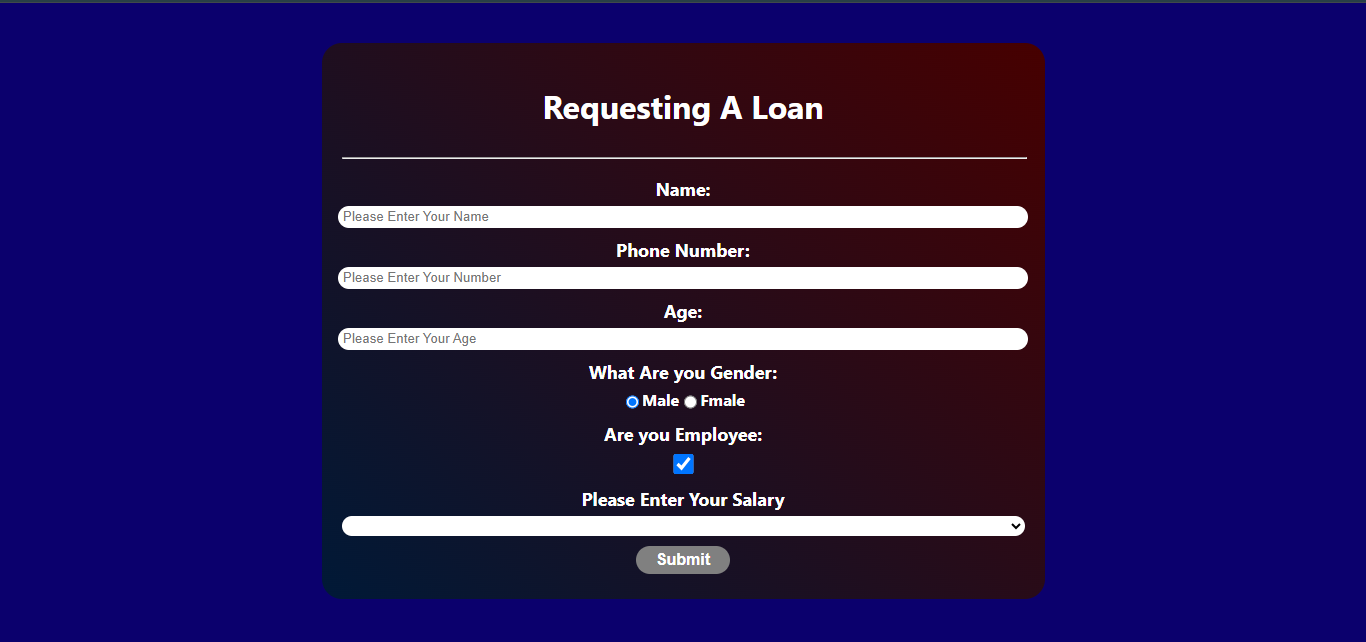 Requesting A Loan
Name:
Please Enter Your Name
Phone Number:
Please Enter Your Number
Age:
Please Enter Your Age
What Are you Gender:
Male Fmale
Are you Employee:
Please Enter Your Salary
Submit